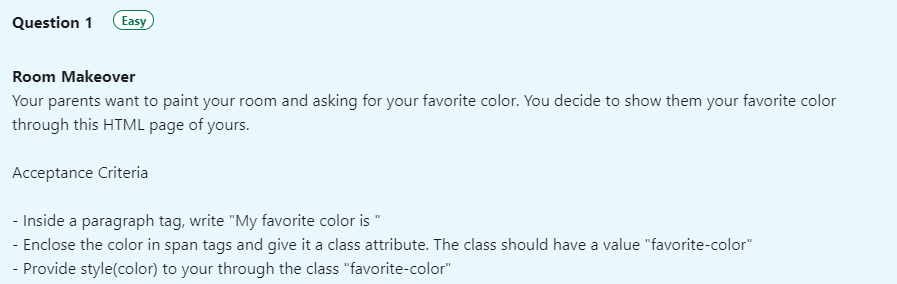 Question 1 Easy
Room Makeover
Your parents want to paint your room and asking for your favorite color. You decide to show them your favorite color
through this HTML page of yours.
Acceptance Criteria
- Inside a paragraph tag, write "My favorite color is "
- Enclose the color in span tags and give it a class attribute. The class should have a value "favorite-color"
- Provide style(color) to your through the class "favorite-color"